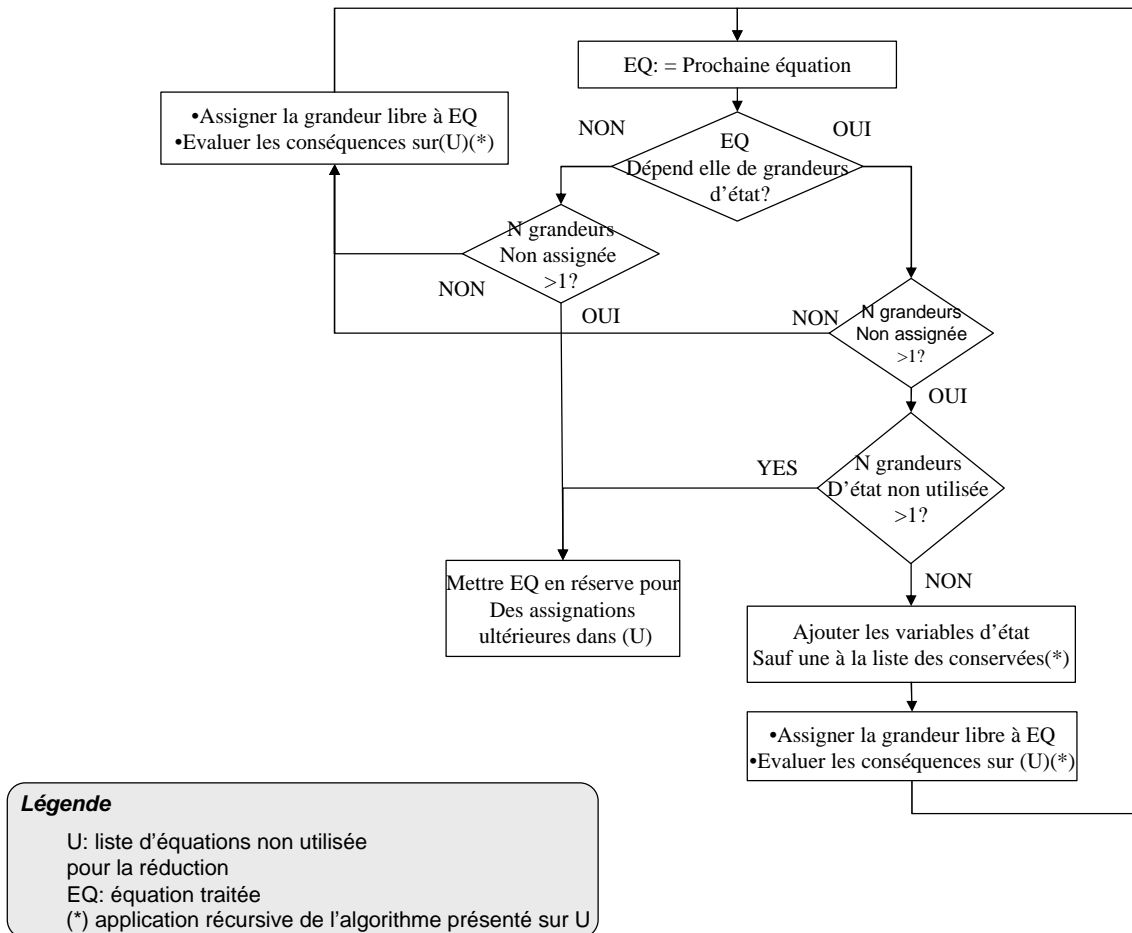 EQ: = Prochaine équation
•Assigner la grandeur libre à EQ
•Evaluer les conséquences sur(U)(*)
NON
OUI
EQ
Dépend elle de grandeurs
d’état?
N grandeurs
Non assignée
>1?
NON
OUI
NON
N grandeurs
Non assignée
>1?
OUI
YES
N grandeurs
D’état non utilisée
>1?
NON
Mettre EQ en réserve pour
Des assignations
ultérieures dans (U)
Ajouter les variables d’état
Sauf une à la liste des conservées(*)
•Assigner la grandeur libre à EQ
•Evaluer les conséquences sur (U)(*)
Légende
U: liste d’équations non utilisée
pour la réduction
EQ: équation traitée
(*) application récursive de l’algorithme présenté sur U